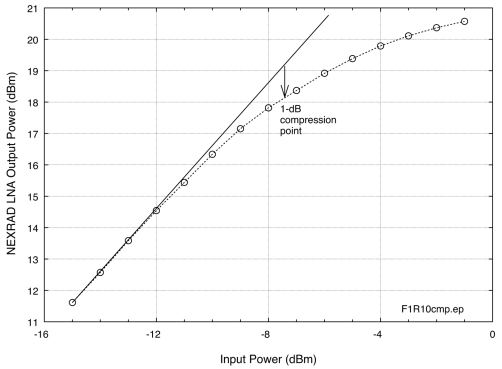 21
20
19
18
17
16
15
14
13
12
11
NEXRAD LNA Output Power (dBm)
1-dB
compression
point
F1R10cmp.ep
-16
-12
-8
-4
0
Input Power (dBm)